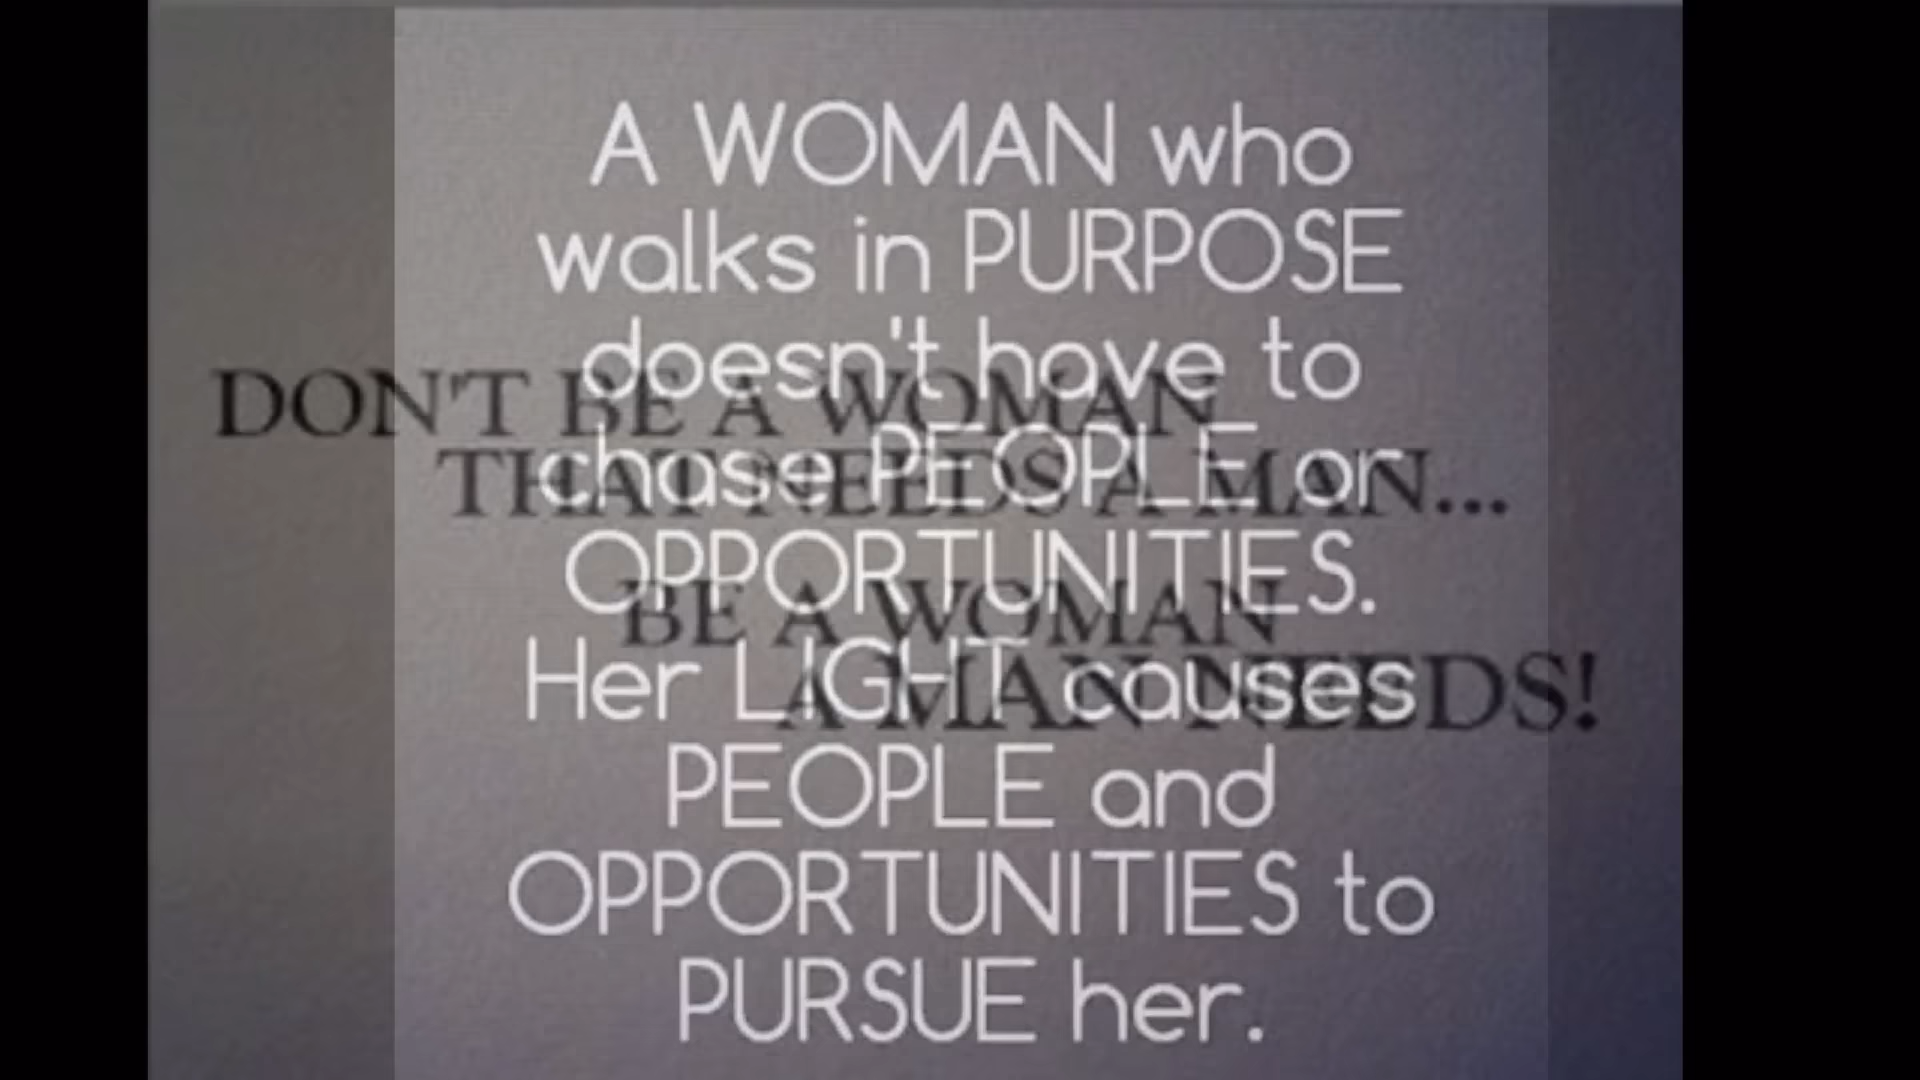 A WOMAN who
walks in PURPOSE
doesn't have to
chase PEOPLE or
OPPORTUNITIES.
Her LIGHT causes
PEOPLE and
OPPORTUNITIES to
PURSUE her.
DON'T BE A WOMAN
THAT NEEDS A MAN...
BE A WOMAN
A MAN NEEDS!